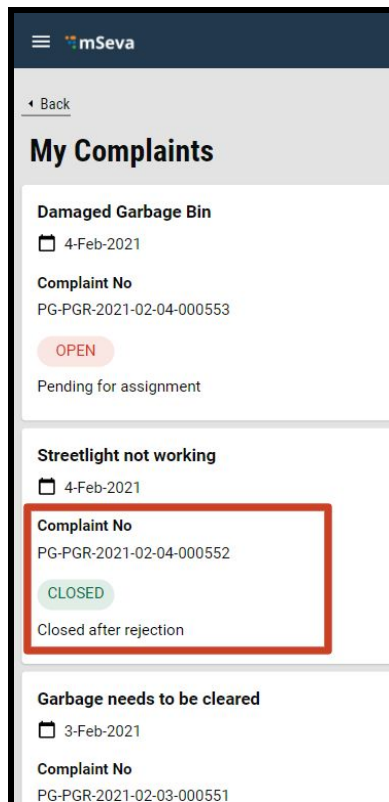 mSeva
Back
My Complaints
Damaged Garbage Bin
4-Feb-2021
Complaint No
PG-PGR-2021-02-04-000553
OPEN
Pending for assignment
Streetlight not working
4-Feb-2021
Complaint No
PG-PGR-2021-02-04-000552
CLOSED
Closed after rejection
Garbage needs to be cleared
3-Feb-2021
Complaint No
PG-PGR-2021-02-03-000551